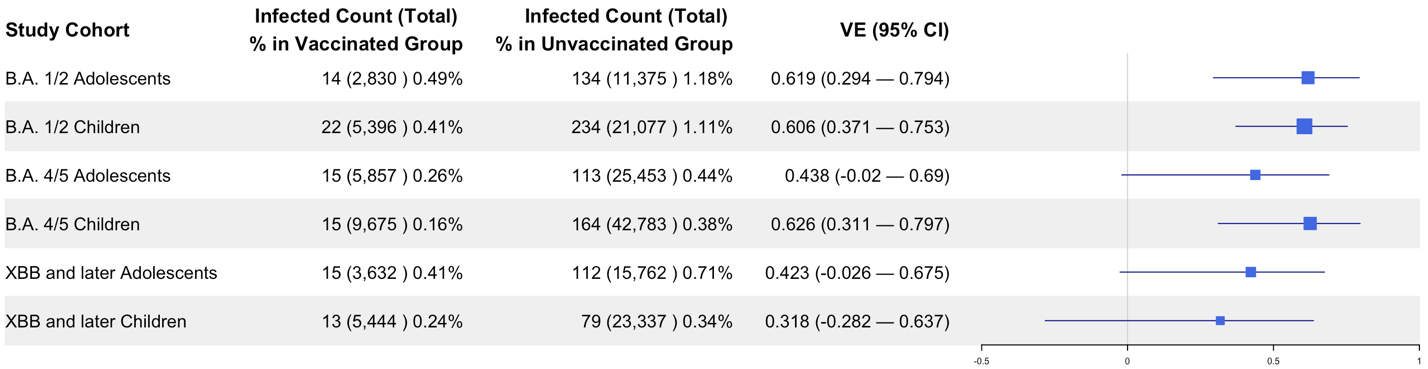 Study Cohort Infected Count (Total) % in Vaccinated Group Infected Count (Total) % in Unvaccinated Group VE (95% CI)
B.A. 1/2 Adolescents 14 (2,830 ) 0.49% 134 (11,375 ) 1.18% 0.619 (0.294 — 0.794)
B.A. 1/2 Children 22 (5,396 ) 0.41% 234 (21,077 ) 1.11% 0.606 (0.371 — 0.753)
B.A. 4/5 Adolescents 15 (5,857 ) 0.26% 113 (25,453 ) 0.44% 0.438 (-0.02 — 0.69)
B.A. 4/5 Children 15 (9,675 ) 0.16% 164 (42,783 ) 0.38% 0.626 (0.311 — 0.797)
XBB and later Adolescents 15 (3,632 ) 0.41% 112 (15,762 ) 0.71% 0.423 (-0.026 — 0.675)
XBB and later Children 13 (5,444 ) 0.24% 79 (23,337 ) 0.34% 0.318 (-0.282 — 0.637)
-0.5 0 0.5 1